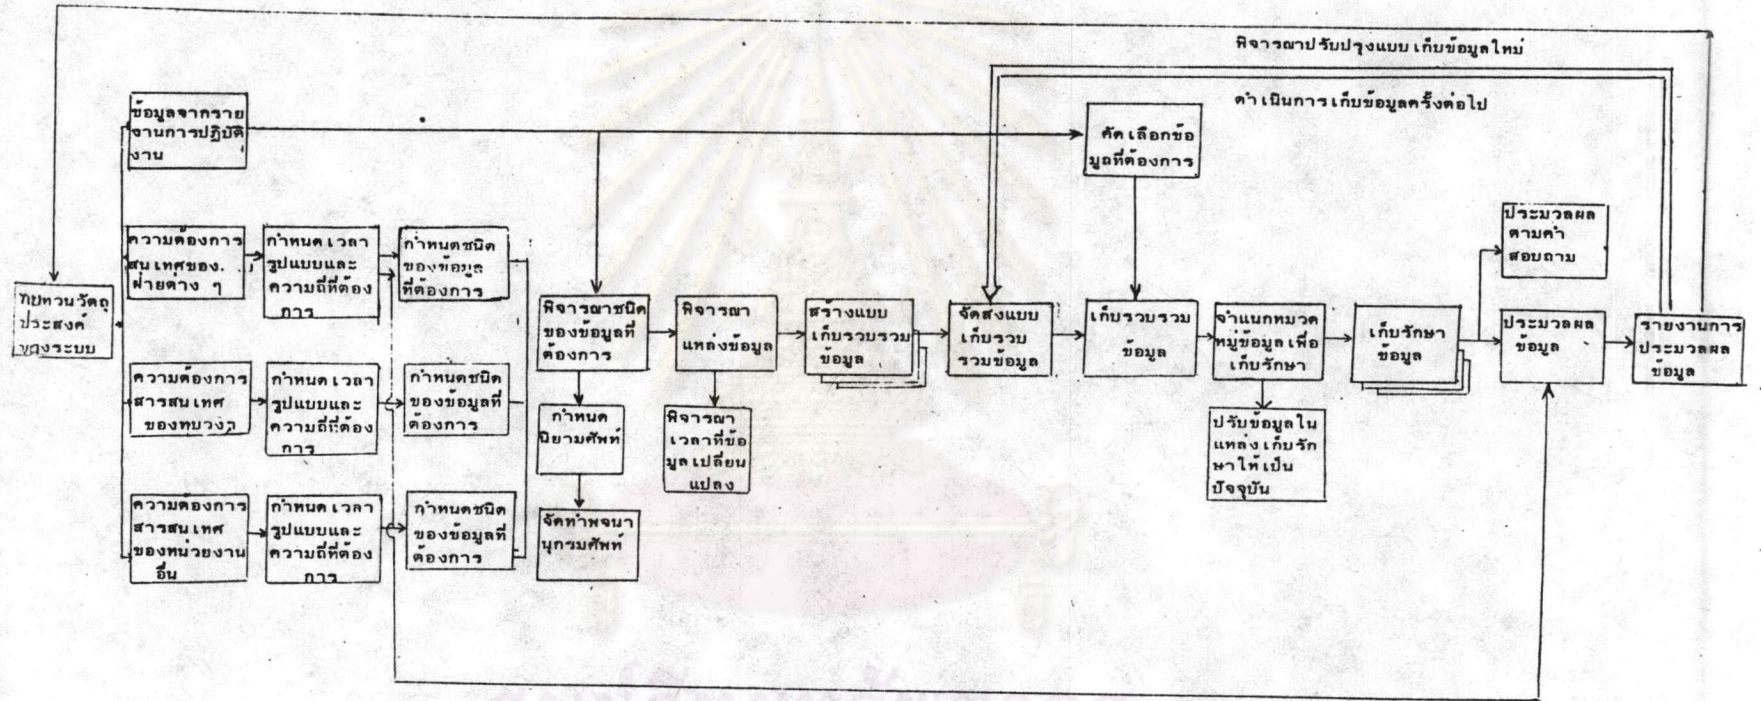 พิจารณาปรับปรุงแบบเก็บข้อมูลใหม่
ดำเนินการเก็บข้อมูลครั้งต่อไป
ข้อมูลจากราย
งานการปฏิบัติ
งาน
คัดเลือกข้อ
มูลที่ต้องการ
ทบทวนวัตถุ
ประสงค์
ของระบบ
ความต้องการ
สนเทศของ
ฝ่ายต่าง ๆ
กำหนดเวลา
รูปแบบและ
ความถี่ที่ต้อง
การ
กำหนดชนิด
ของข้อมูล
ที่ต้องการ
ความต้องการ
สารสนเทศ
ของทบวงฯ
กำหนดเวลา
รูปแบบและ
ความถี่ที่ต้อง
การ
กำหนดชนิด
ของข้อมูลที่
ต้องการ
ความต้องการ
สารสนเทศ
ของหน่วยงาน
อื่น
กำหนดเวลา
รูปแบบและ
ความถี่ที่ต้อง
การ
กำหนดชนิด
ของข้อมูลที่
ต้องการ
พิจารณาชนิด
ของข้อมูลที่
ต้องการ
กำหนด
นิยามศัพท์
จัดทำพจนา
นุกรมศัพท์
พิจารณา
แหล่งข้อมูล
พิจารณา
เวลาที่ข้อ
มูลเปลี่ยน
แปลง
สร้างแบบ
เก็บรวบรวม
ข้อมูล
จัดส่งแบบ
เก็บรวบ
รวมข้อมูล
เก็บรวบรวม
ข้อมูล
จำแนกหมวด
หมู่ข้อมูลเพื่อ
เก็บรักษา
ปรับข้อมูลใน
แหล่งเก็บรัก
ษาให้เป็น
ปัจจุบัน
เก็บรักษา
ข้อมูล
ประมวลผล
ตามคำ
สอบถาม
ประมวลผล
ข้อมูล
รายงานการ
ประมวลผล
ข้อมูล